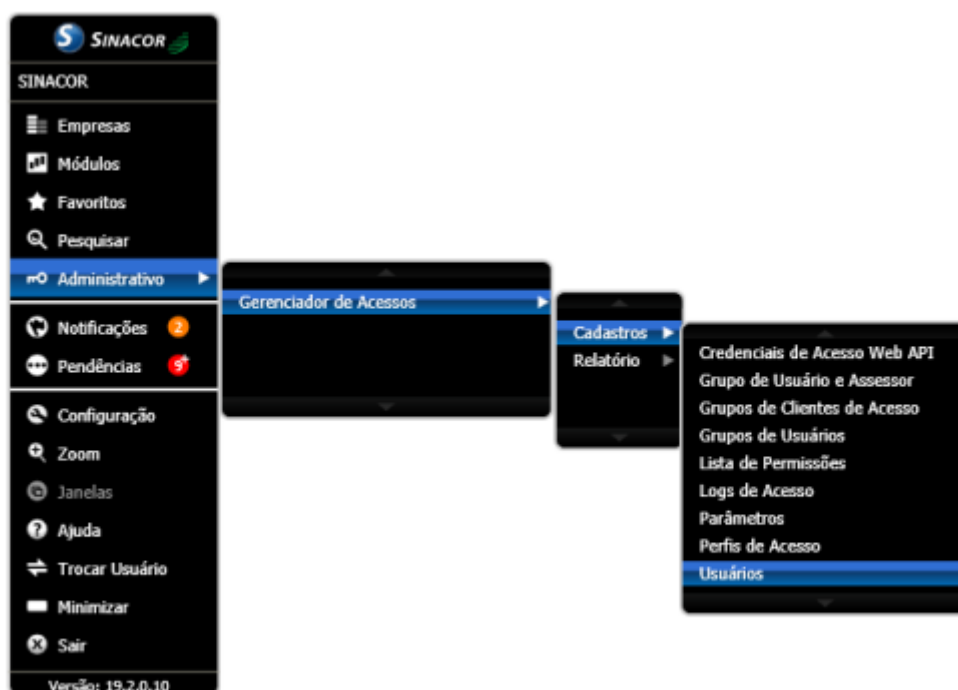 SINACOR
SINACOR
Empresas
Módulos
Favoritos
Pesquisar
Administrativo
Notificações 2
Pendências 9+
Configuração
Zoom
Janelas
Ajuda
Trocar Usuário
Minimizar
Sair
Versão: 19.2.0.10
Gerenciador de Acessos
Cadastros
Relatório
Credenciais de Acesso Web API
Grupo de Usuário e Assessor
Grupos de Clientes de Acesso
Grupos de Usuários
Lista de Permissões
Logs de Acesso
Parâmetros
Perfis de Acesso
Usuários